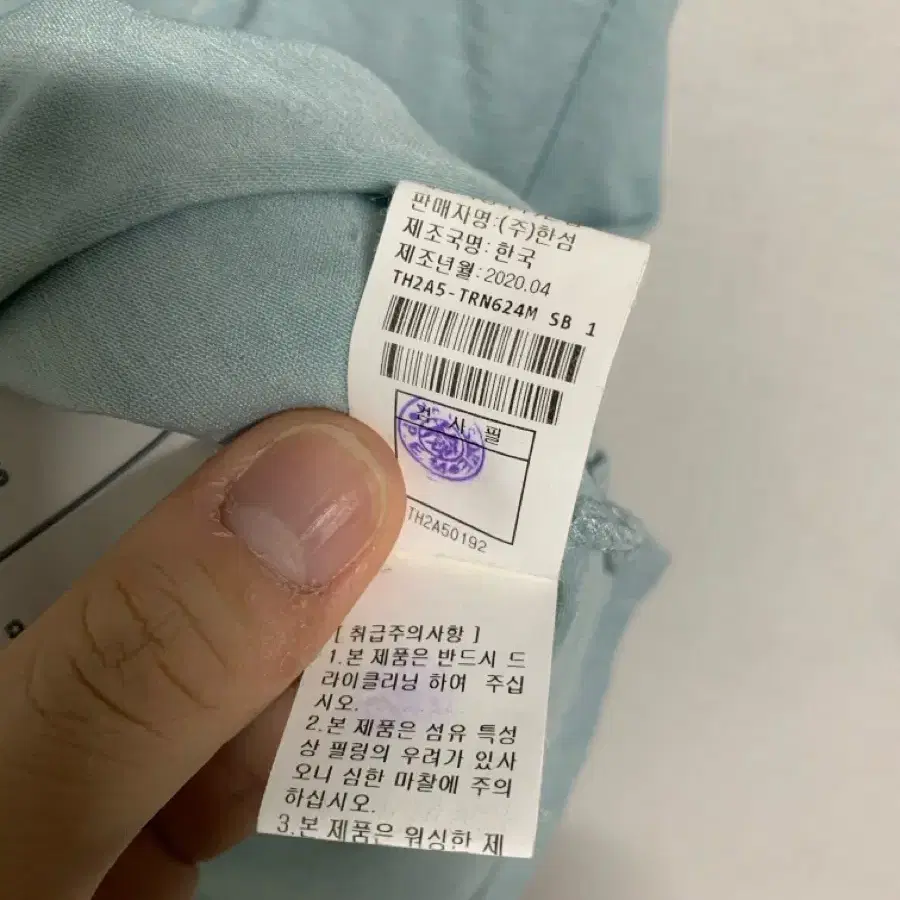 판매자명:(주)한섬
제조국명: 한국
제조년월:2020.04
TH2A5-TRN624M SB 1
검 사 필
TH2A50192
[ 취급주의사항 ]
1.본 제품은 반드시 드
라이클리닝 하여 주십
시오.
2.본 제품은 섬유 특성
상 필링의 우려가 있사
오니 심한 마찰에 주의
하십시오.
3.본 제품은 워싱한 제